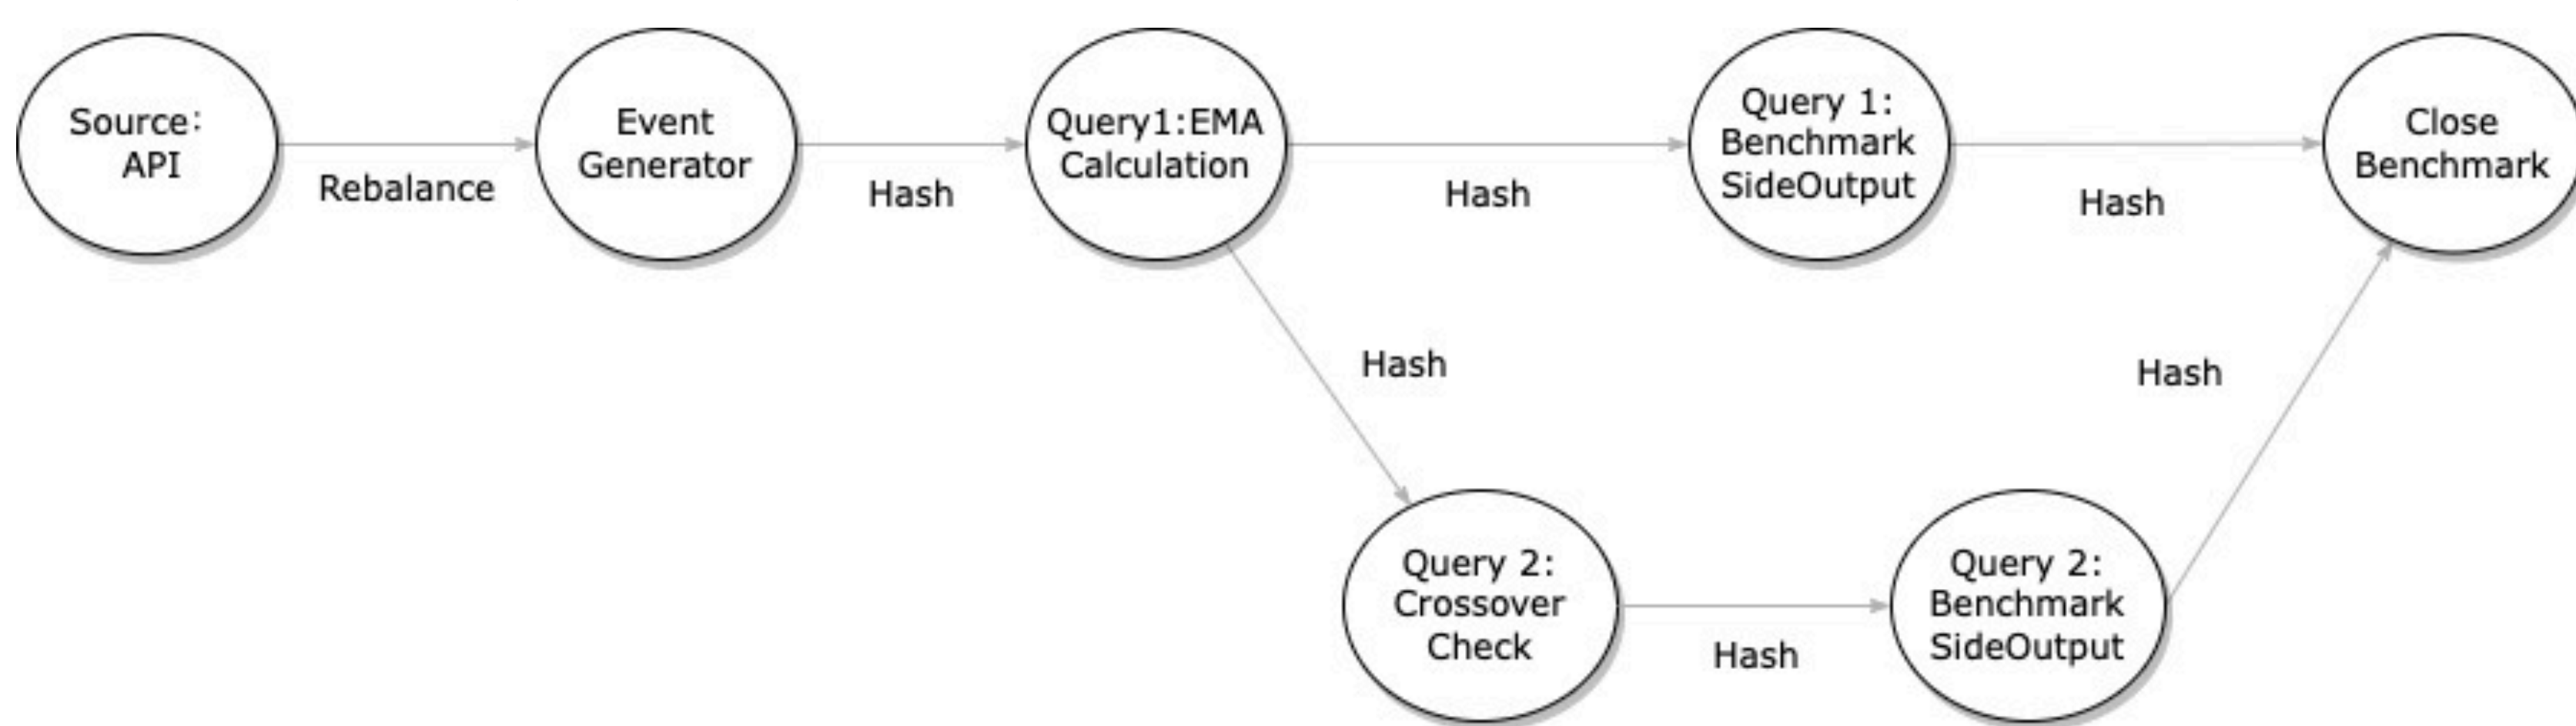 Source:
API
Rebalance
Event
Generator
Hash
Query1:EMA
Calculation
Hash
Query 1:
Benchmark
SideOutput
Hash
Close
Benchmark
Hash
Query 2:
Crossover
Check
Hash
Query 2:
Benchmark
SideOutput
Hash